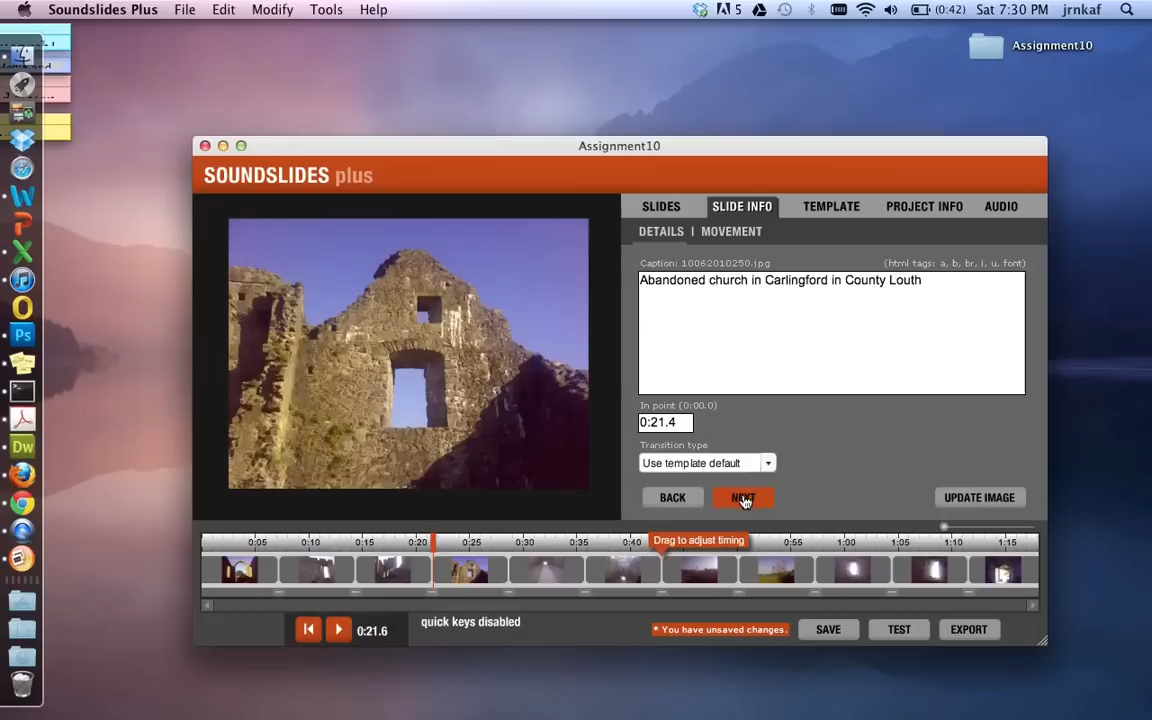 Soundslides Plus File Edit Modify Tools Help 5 (0:42) Sat 7:30 PM jrnkaf
Assignment10
Assignment10
SOUNDSLIDES plus
SLIDES SLIDE INFO TEMPLATE PROJECT INFO AUDIO
DETAILS | MOVEMENT
Caption: 10062010250.jpg (html tags: a, b, br, i, u, font)
Abandoned church in Carlingford in County Louth
In point (0:00.0)
0:21.4
Transition type
Use template default
BACK NEXT UPDATE IMAGE
Drag to adjust timing
0:05 0:10 0:15 0:20 0:25 0:30 0:35 0:40 0:55 1:00 1:05 1:10 1:15
0:21.6 quick keys disabled * You have unsaved changes. SAVE TEST EXPORT